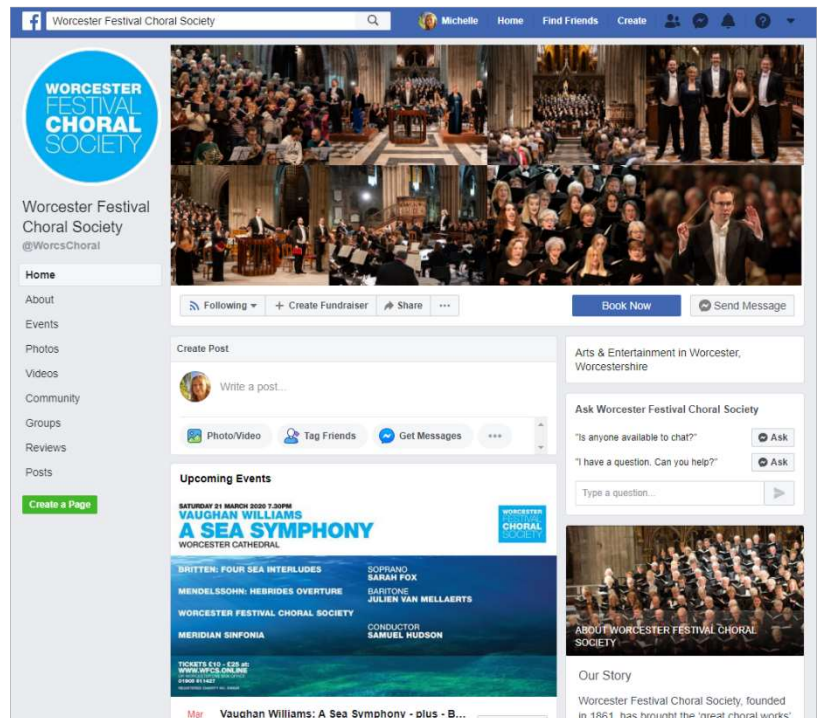 Worcester Festival Choral Society
Michelle
Home
Find Friends
Create
WORCESTER
FESTIVAL
CHORAL
SOCIETY
Worcester Festival
Choral Society
@WorcsChoral
Home
About
Events
Photos
Videos
Community
Groups
Reviews
Posts
Create a Page
Following
+ Create Fundraiser
Share
...
Book Now
Send Message
Create Post
Write a post...
Photo/Video
Tag Friends
Get Messages
...
Upcoming Events
SATURDAY 21 MARCH 2020 7.30PM
VAUGHAN WILLIAMS
A SEA SYMPHONY
WORCESTER CATHEDRAL
WORCESTER
FESTIVAL
CHORAL
SOCIETY
BRITTEN: FOUR SEA INTERLUDES
MENDELSSOHN: HEBRIDES OVERTURE
WORCESTER FESTIVAL CHORAL SOCIETY
MERIDIAN SINFONIA
SOPRANO
SARAH FOX
BARITONE
JULIEN VAN MELLAERTS
CONDUCTOR
SAMUEL HUDSON
TICKETS £10 - £25 at:
WWW.WFCS.ONLINE
01905 611427
Mar
Vaughan Williams: A Sea Symphony - plus - B...
Arts & Entertainment in Worcester,
Worcestershire
Ask Worcester Festival Choral Society
"Is anyone available to chat?"
Ask
"I have a question. Can you help?"
Ask
Type a question...
ABOUT WORCESTER FESTIVAL CHORAL
SOCIETY
Our Story
Worcester Festival Choral Society, founded
in 1861, has brought the 'great choral works'